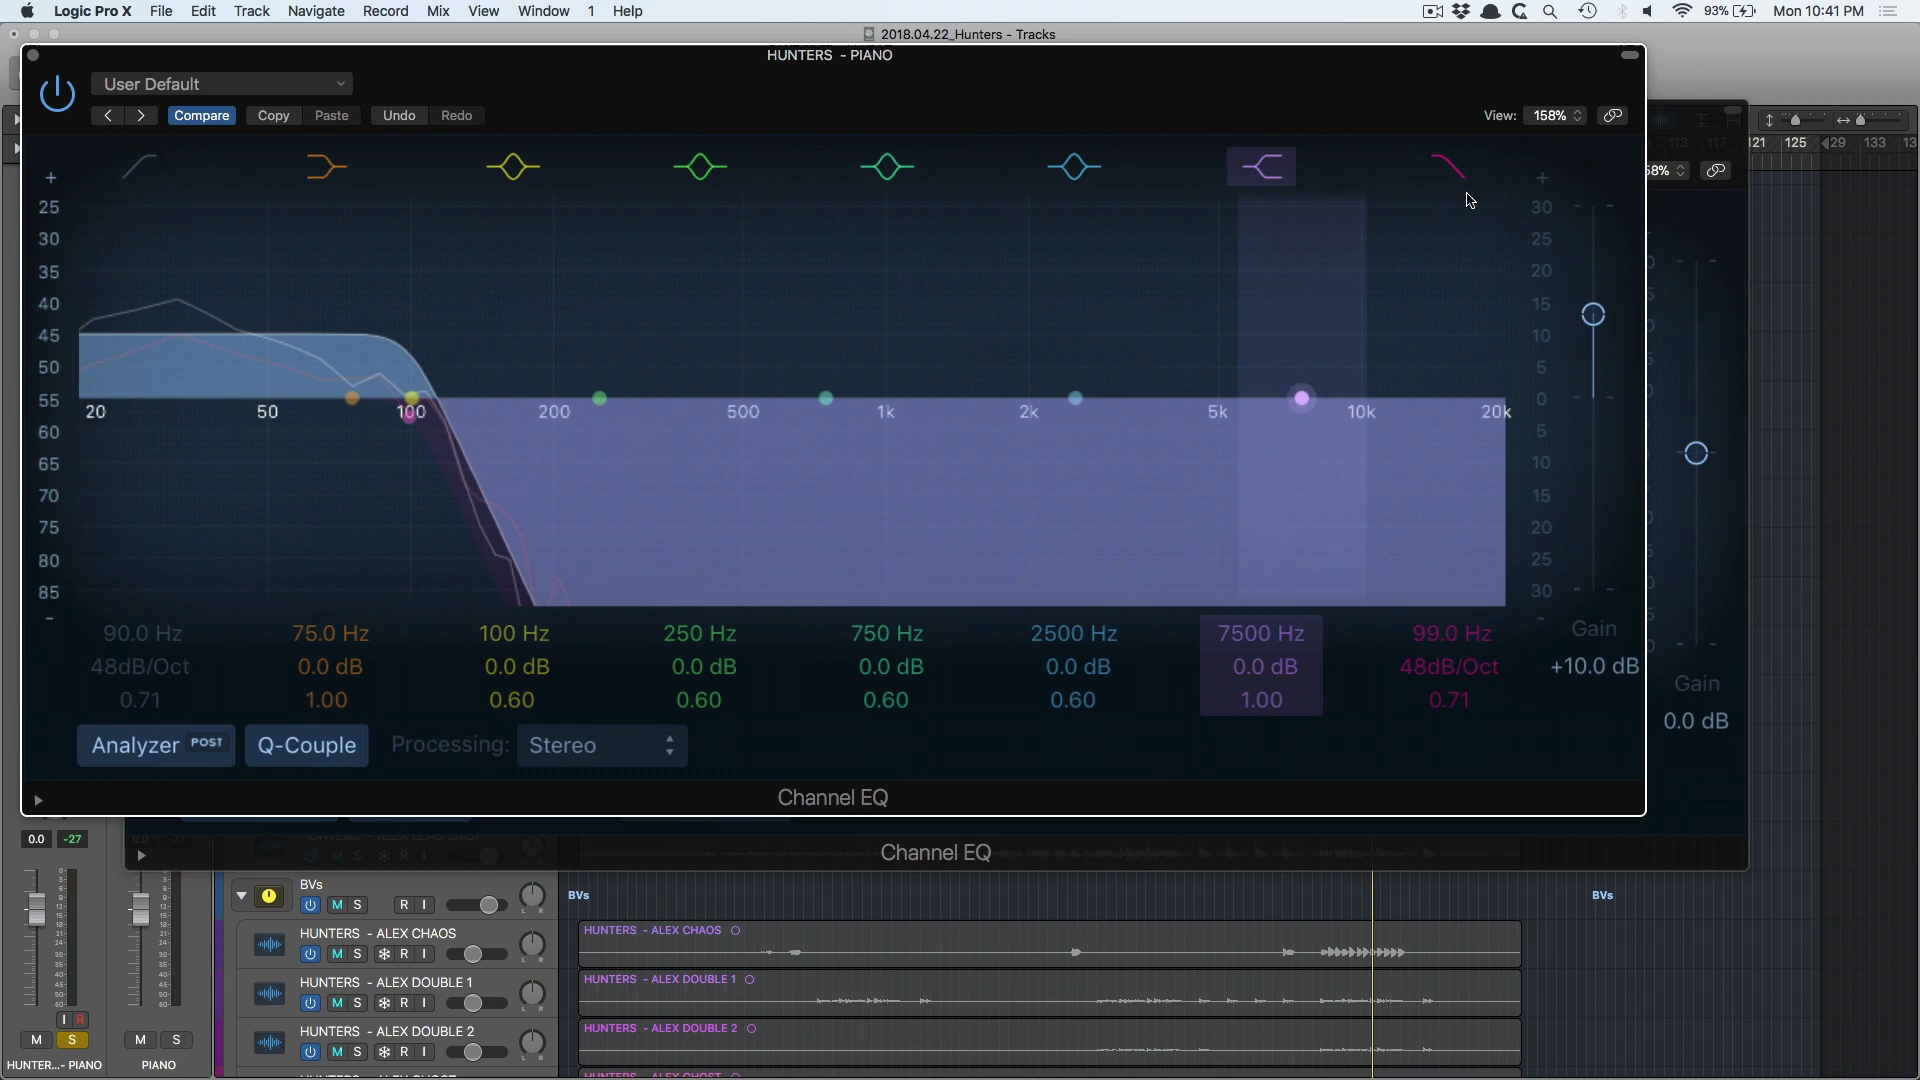 Logic Pro X File Edit Track Navigate Record Mix View Window 1 Help 93% Mon 10:41 PM
2018.04.22_Hunters - Tracks
HUNTERS - PIANO
User Default
Compare Copy Paste Undo Redo View: 158%
113 117 121 125 129 133 13
58%
+ +
25 30
30 25
35 20
40 15
45 10
50 5
55 0
20 50 100 200 500 1k 2k 5k 10k 20k
60 5
65 10
70 15
75 20
80 25
85 30
- -
90.0 Hz 75.0 Hz 100 Hz 250 Hz 750 Hz 2500 Hz 7500 Hz 99.0 Hz Gain
48dB/Oct 0.0 dB 0.0 dB 0.0 dB 0.0 dB 0.0 dB 0.0 dB 48dB/Oct +10.0 dB
0.71 1.00 0.60 0.60 0.60 0.60 1.00 0.71
Gain
0.0 dB
Analyzer POST Q-Couple Processing: Stereo
Channel EQ
0.0 -27
Channel EQ
BVs
M S R I
BVs BVs
HUNTERS - ALEX CHAOS
M S R I
HUNTERS - ALEX CHAOS
HUNTERS - ALEX DOUBLE 1
M S R I
HUNTERS - ALEX DOUBLE 1
HUNTERS - ALEX DOUBLE 2
M S R I
HUNTERS - ALEX DOUBLE 2
I R
M S M S
HUNTER...- PIANO PIANO